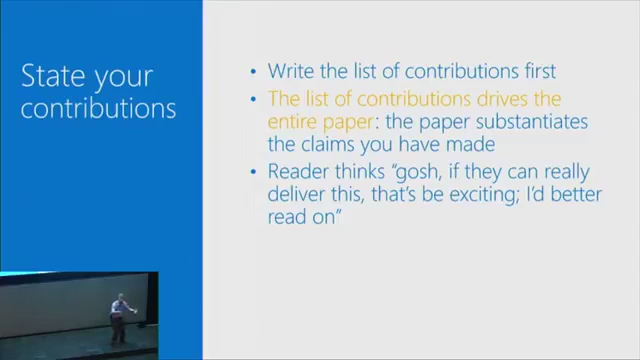 State your
contributions
• Write the list of contributions first
• The list of contributions drives the
entire paper: the paper substantiates
the claims you have made
• Reader thinks “gosh, if they can really
deliver this, that’s be exciting; I’d better
read on”